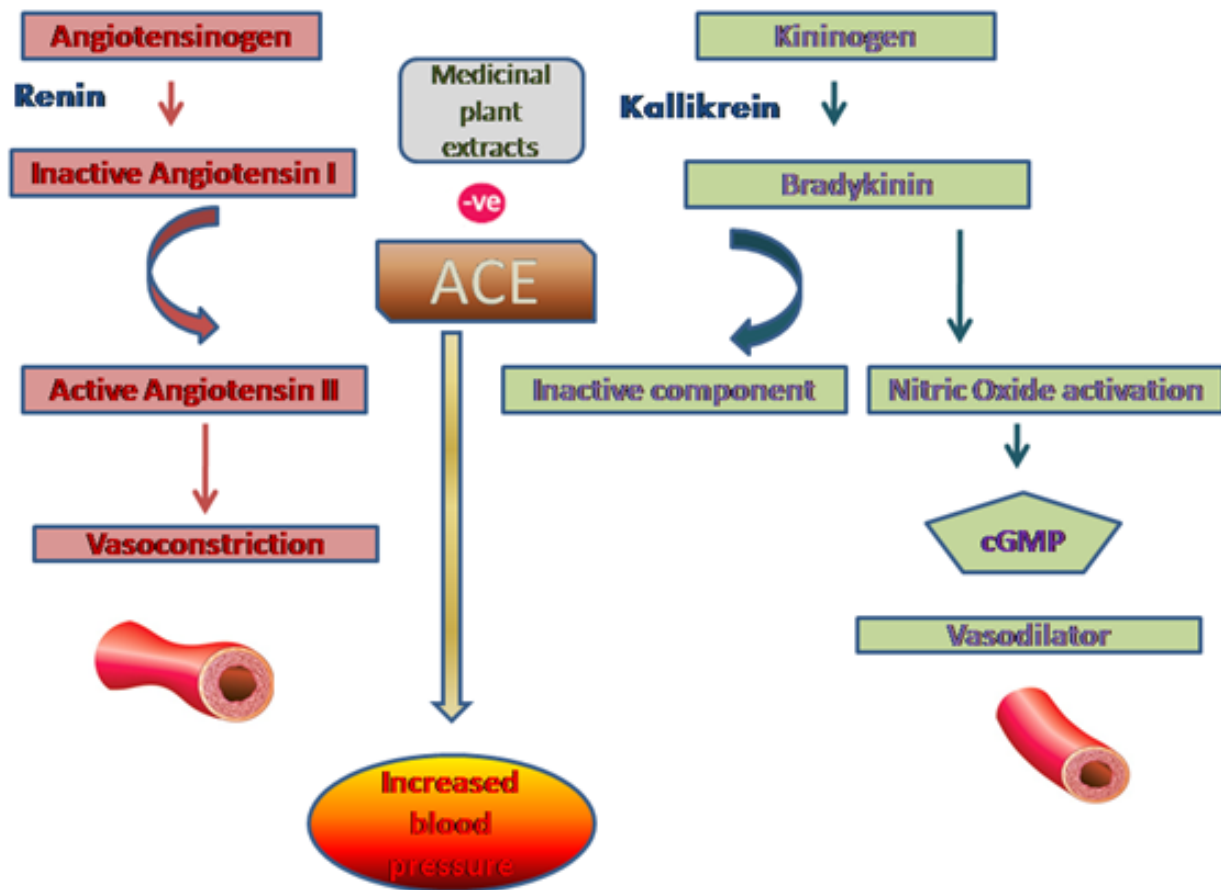 Angiotensinogen
Renin
Inactive Angiotensin I
Active Angiotensin II
Vasoconstriction
Medicinal
plant
extracts
-ve
ACE
Increased
blood
pressure
Kininogen
Kallikrein
Bradykinin
Inactive component
Nitric Oxide activation
cGMP
Vasodilator